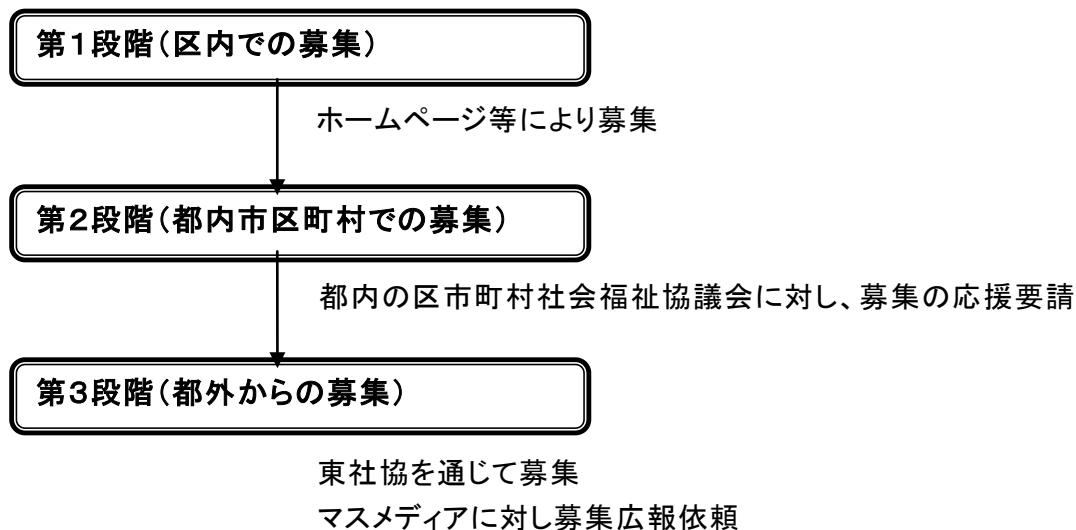 第１段階（区内での募集）
ホームページ等により募集
第２段階（都内市区町村での募集）
都内の区市町村社会福祉協議会に対し、募集の応援要請
第３段階（都外からの募集）
東社協を通じて募集
マスメディアに対し募集広報依頼